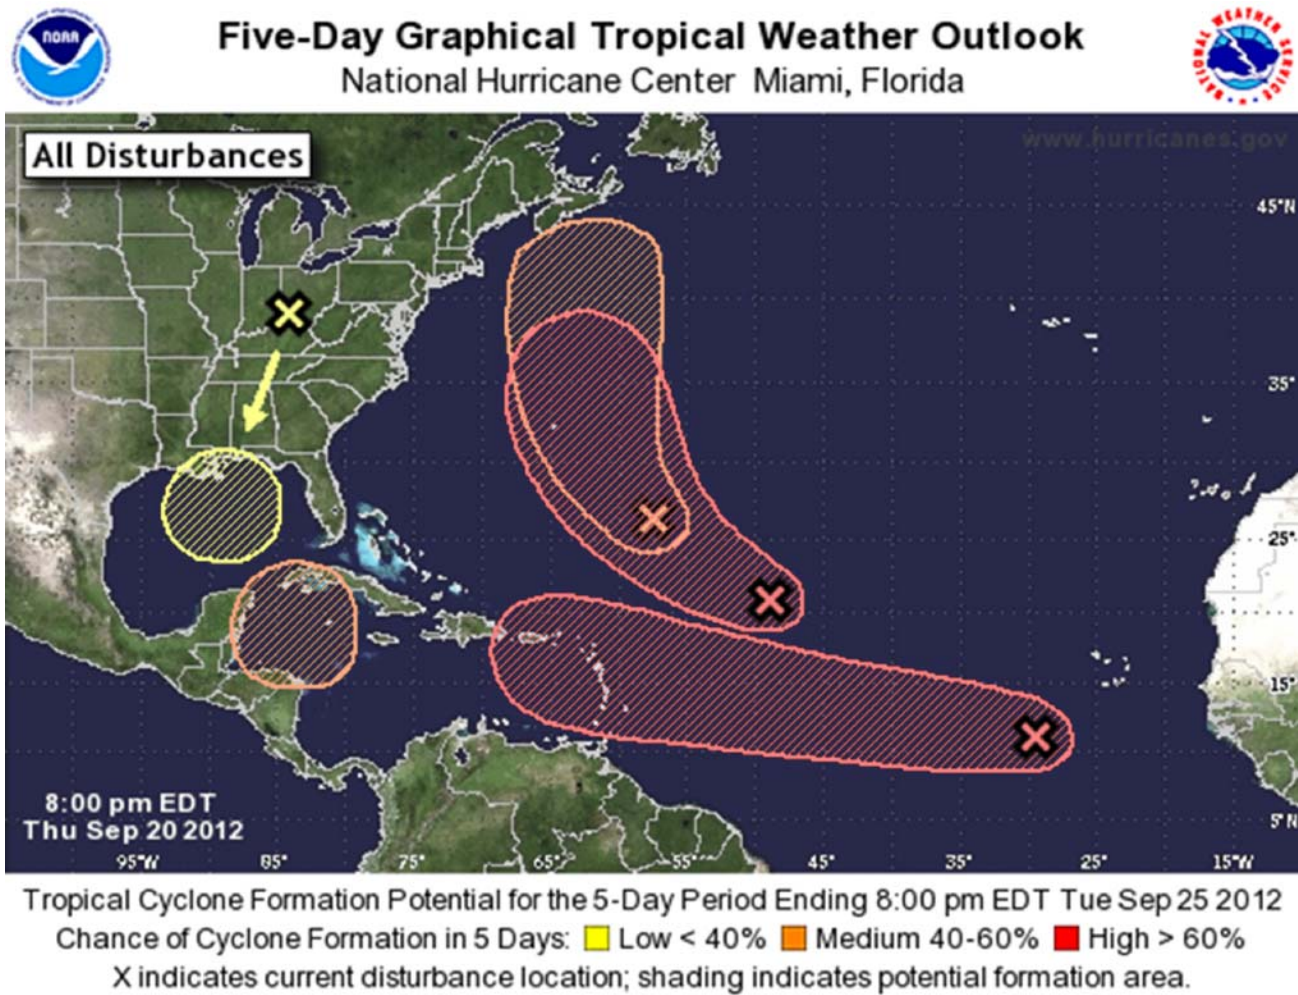 NOAA
Five-Day Graphical Tropical Weather Outlook
National Hurricane Center Miami, Florida
NATIONAL WEATHER SERVICE
All Disturbances
www.hurricanes.gov
45°N
35°
25°
15°
5°N
8:00 pm EDT
Thu Sep 20 2012
95°W 85° 75° 65° 55° 45° 35° 25° 15°W
Tropical Cyclone Formation Potential for the 5-Day Period Ending 8:00 pm EDT Tue Sep 25 2012
Chance of Cyclone Formation in 5 Days: Low < 40% Medium 40-60% High > 60%
X indicates current disturbance location; shading indicates potential formation area.